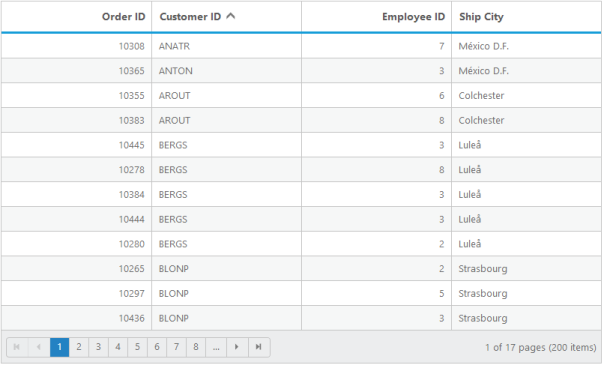 Order ID Customer ID Employee ID Ship City
10308 ANATR 7 México D.F.
10365 ANTON 3 México D.F.
10355 AROUT 6 Colchester
10383 AROUT 8 Colchester
10445 BERGS 3 Luleå
10278 BERGS 8 Luleå
10384 BERGS 3 Luleå
10444 BERGS 3 Luleå
10280 BERGS 2 Luleå
10265 BLONP 2 Strasbourg
10297 BLONP 5 Strasbourg
10436 BLONP 3 Strasbourg
1 2 3 4 5 6 7 8 ... 1 of 17 pages (200 items)